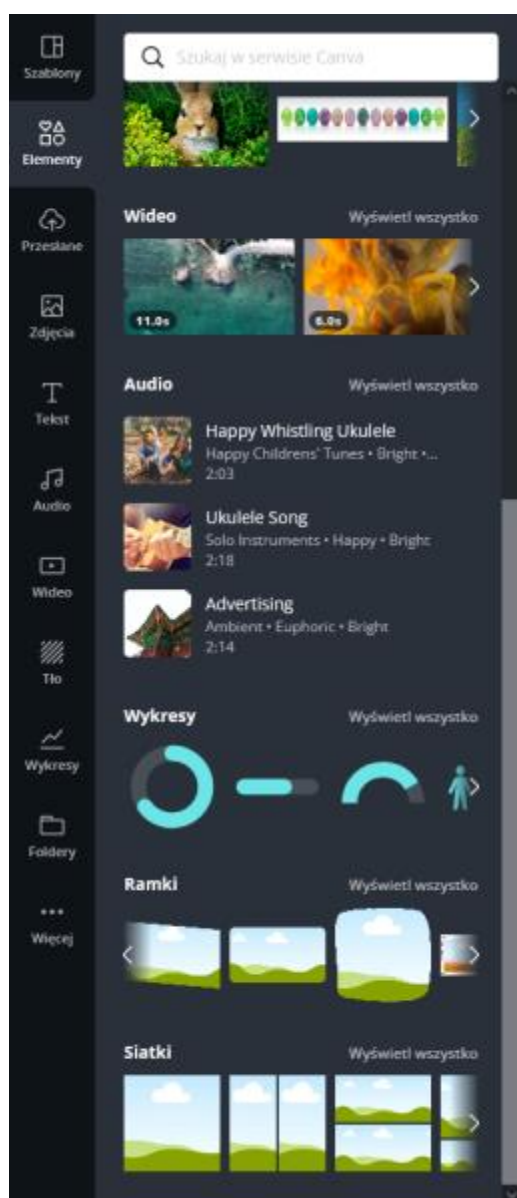 Szablony
Elementy
Przesłane
Zdjęcia
Tekst
Audio
Wideo
Tło
Wykresy
Foldery
Więcej
Szukaj w serwisie Canva
Wideo Wyświetl wszystko
11.0s 6.0s
Audio Wyświetl wszystko
Happy Whistling Ukulele
Happy Childrens' Tunes • Bright •...
2:03
Ukulele Song
Solo Instruments • Happy • Bright
2:18
Advertising
Ambient • Euphoric • Bright
2:14
Wykresy Wyświetl wszystko
Ramki Wyświetl wszystko
Siatki Wyświetl wszystko